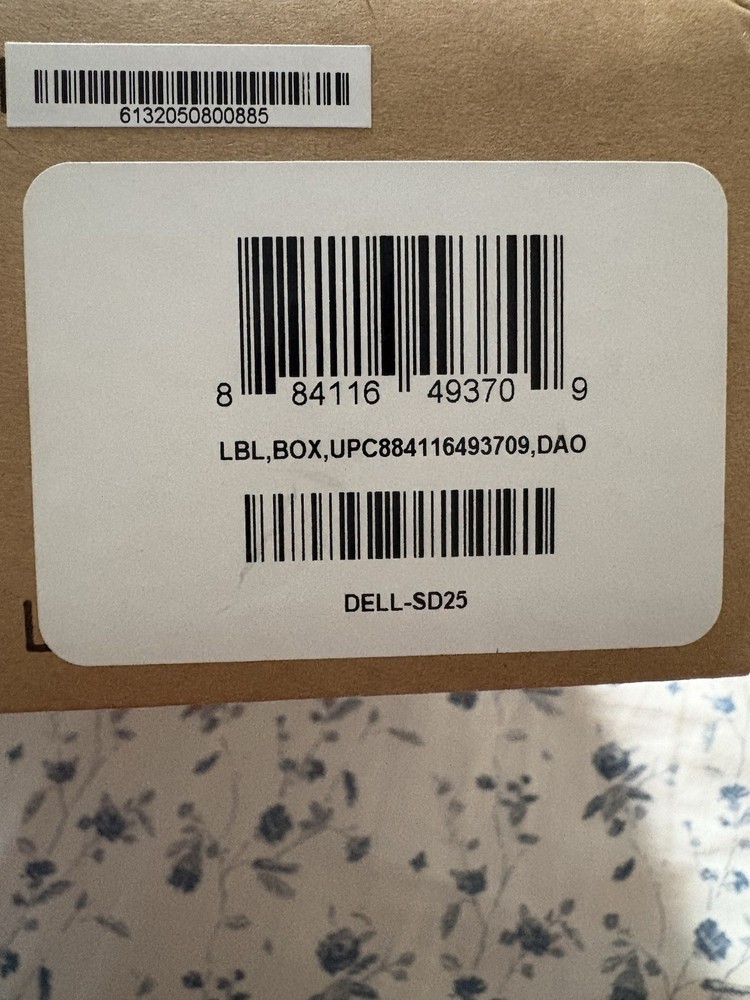 6132050800885
8 84116 49370 9
LBL,BOX,UPC884116493709,DAO
DELL-SD25
L